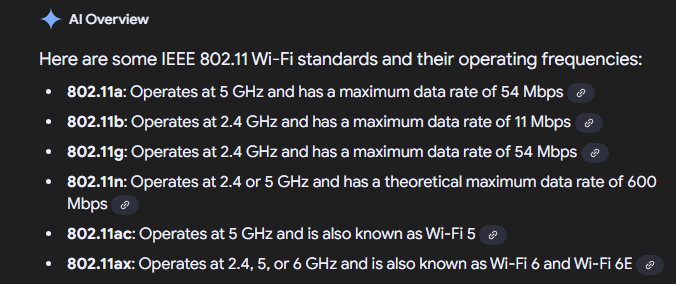 AI Overview
Here are some IEEE 802.11 Wi-Fi standards and their operating frequencies:
• 802.11a: Operates at 5 GHz and has a maximum data rate of 54 Mbps
• 802.11b: Operates at 2.4 GHz and has a maximum data rate of 11 Mbps
• 802.11g: Operates at 2.4 GHz and has a maximum data rate of 54 Mbps
• 802.11n: Operates at 2.4 or 5 GHz and has a theoretical maximum data rate of 600
Mbps
• 802.11ac: Operates at 5 GHz and is also known as Wi-Fi 5
• 802.11ax: Operates at 2.4, 5, or 6 GHz and is also known as Wi-Fi 6 and Wi-Fi 6E